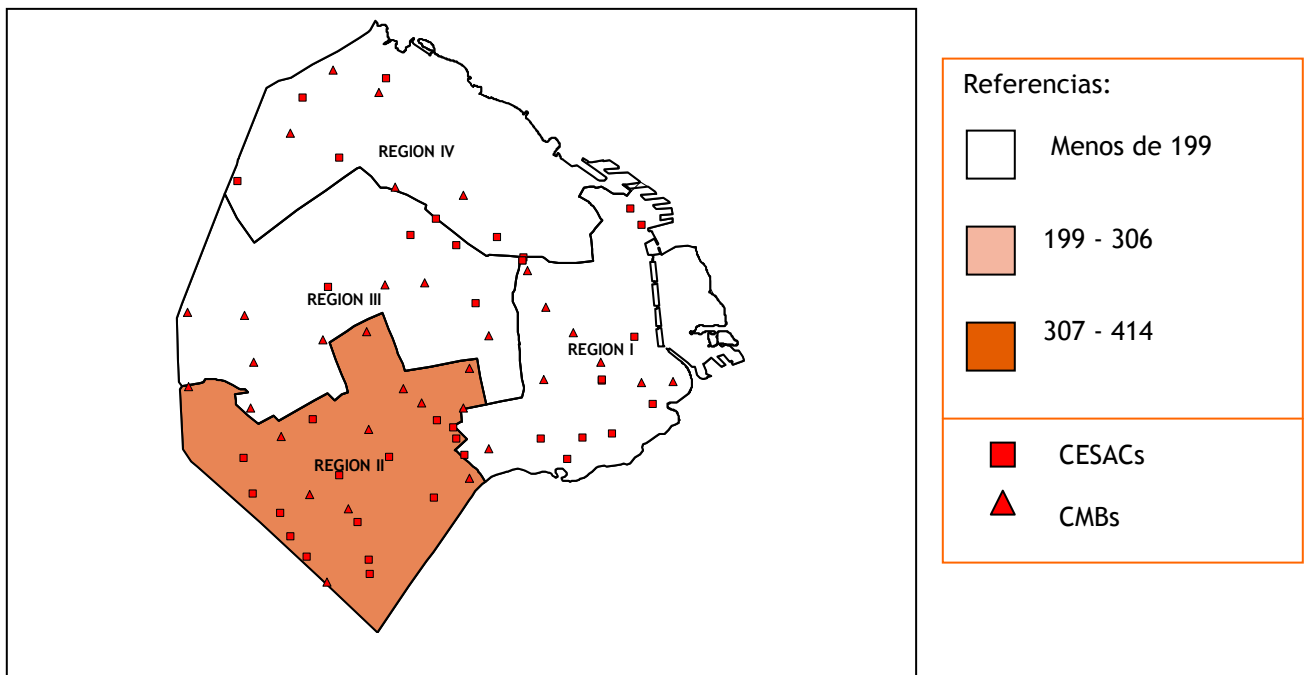 REGION IV
REGION III
REGION I
REGION II
Referencias:
Menos de 199
199 - 306
307 - 414
CESACs
CMBs